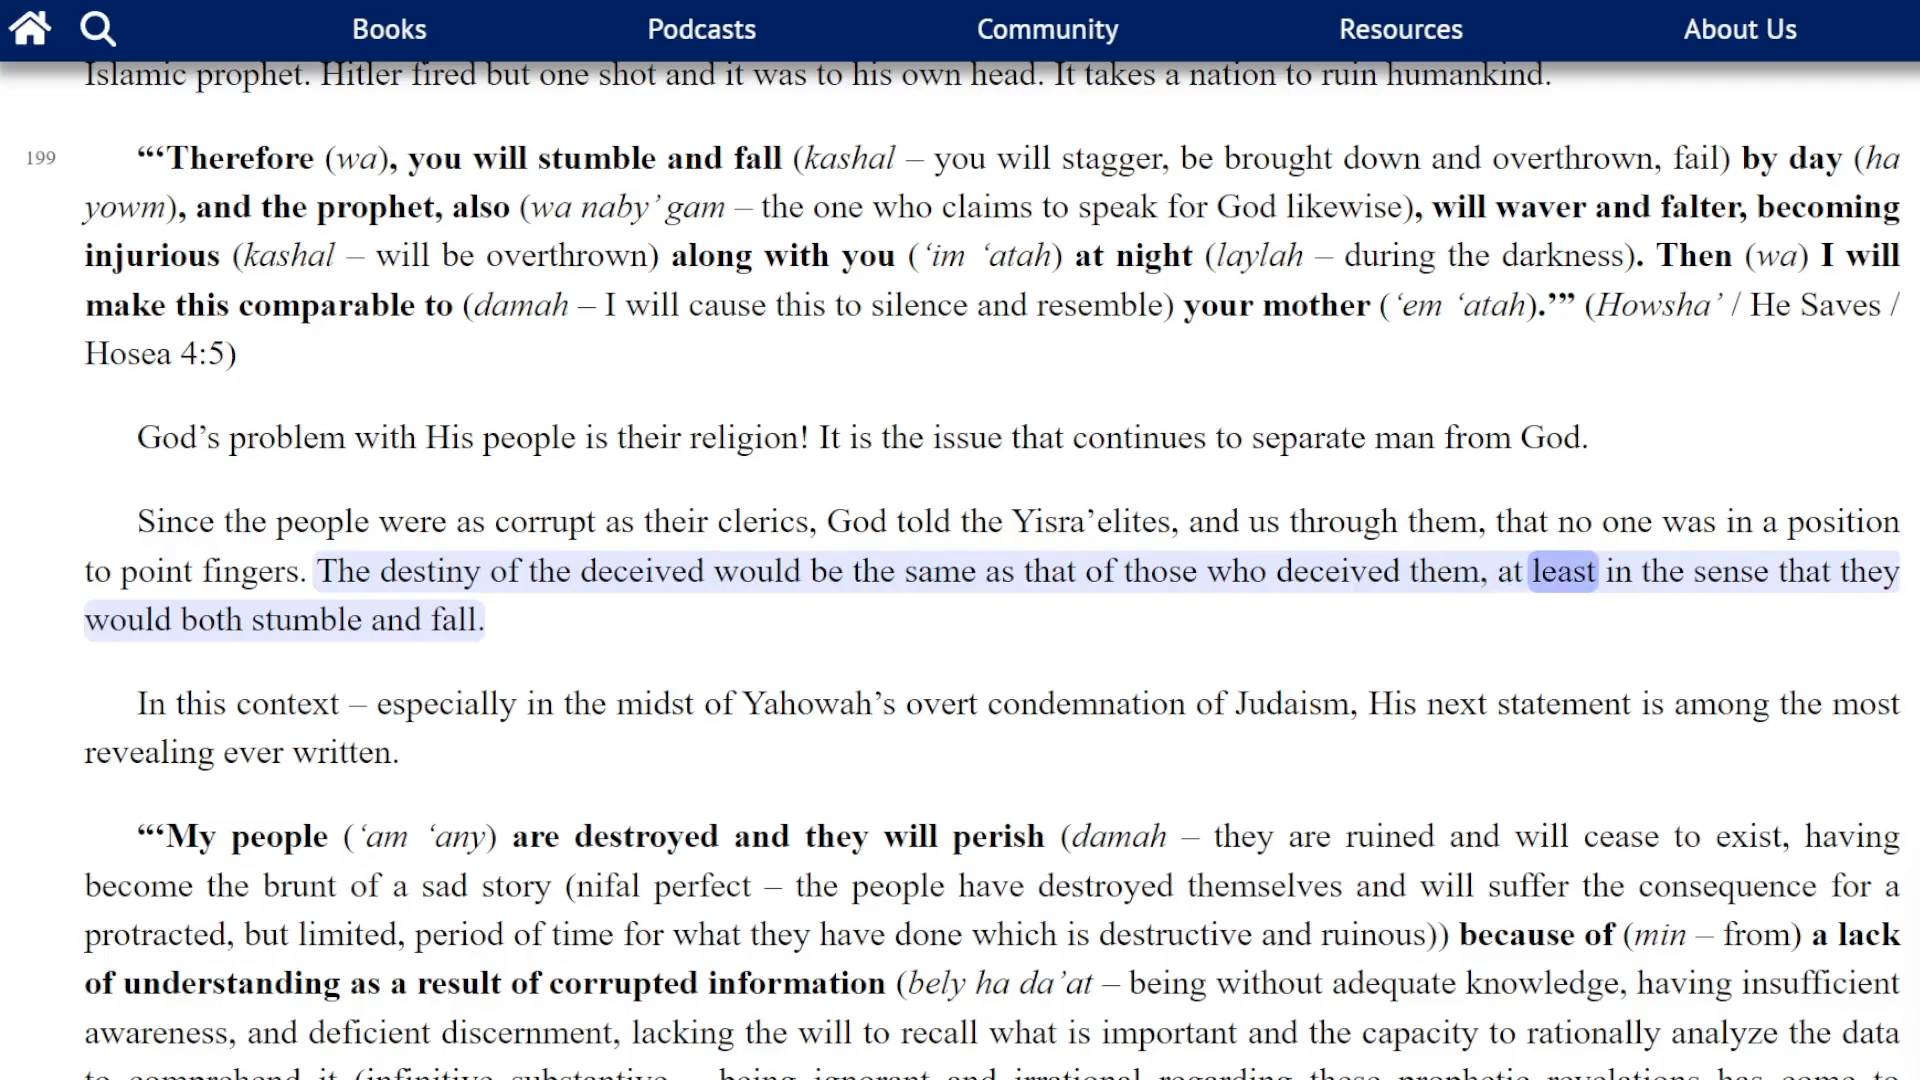 Books Podcasts Community Resources About Us
Islamic prophet. Hitler fired but one shot and it was to his own head. It takes a nation to ruin humankind.
199 “‘Therefore (wa), you will stumble and fall (kashal – you will stagger, be brought down and overthrown, fail) by day (ha
yowm), and the prophet, also (wa naby’ gam – the one who claims to speak for God likewise), will waver and falter, becoming
injurious (kashal – will be overthrown) along with you (‘im ‘atah) at night (laylah – during the darkness). Then (wa) I will
make this comparable to (damah – I will cause this to silence and resemble) your mother (‘em ‘atah).’” (Howsha’ / He Saves /
Hosea 4:5)
God’s problem with His people is their religion! It is the issue that continues to separate man from God.
Since the people were as corrupt as their clerics, God told the Yisra’elites, and us through them, that no one was in a position
to point fingers. The destiny of the deceived would be the same as that of those who deceived them, at least in the sense that they
would both stumble and fall.
In this context – especially in the midst of Yahowah’s overt condemnation of Judaism, His next statement is among the most
revealing ever written.
“‘My people (‘am ‘any) are destroyed and they will perish (damah – they are ruined and will cease to exist, having
become the brunt of a sad story (nifal perfect – the people have destroyed themselves and will suffer the consequence for a
protracted, but limited, period of time for what they have done which is destructive and ruinous)) because of (min – from) a lack
of understanding as a result of corrupted information (bely ha da’at – being without adequate knowledge, having insufficient
awareness, and deficient discernment, lacking the will to recall what is important and the capacity to rationally analyze the data
to comprehend it (infinitive substantive – being ignorant and irrational regarding these prophetic revelations has come to